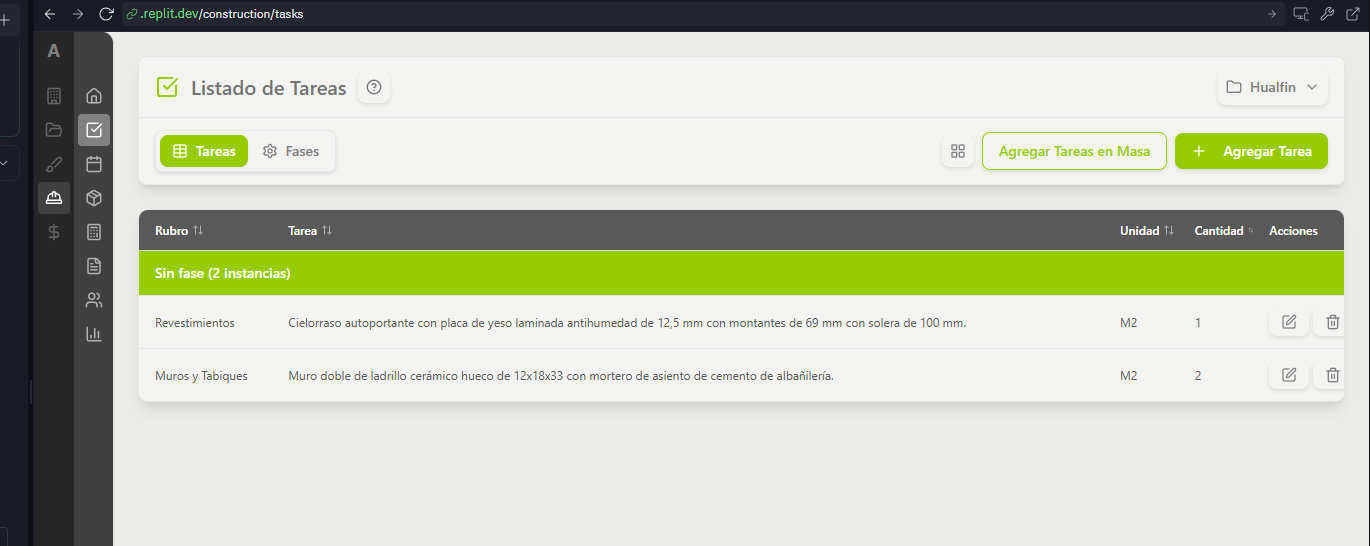 .replit.dev/construction/tasks
A
Listado de Tareas
Hualfin
Tareas
Fases
Agregar Tareas en Masa
+ Agregar Tarea
Rubro Tarea Unidad Cantidad Acciones
Sin fase (2 instancias)
Revestimientos Cielorraso autoportante con placa de yeso laminada antihumedad de 12,5 mm con montantes de 69 mm con solera de 100 mm. M2 1
Muros y Tabiques Muro doble de ladrillo cerámico hueco de 12x18x33 con mortero de asiento de cemento de albañilería. M2 2